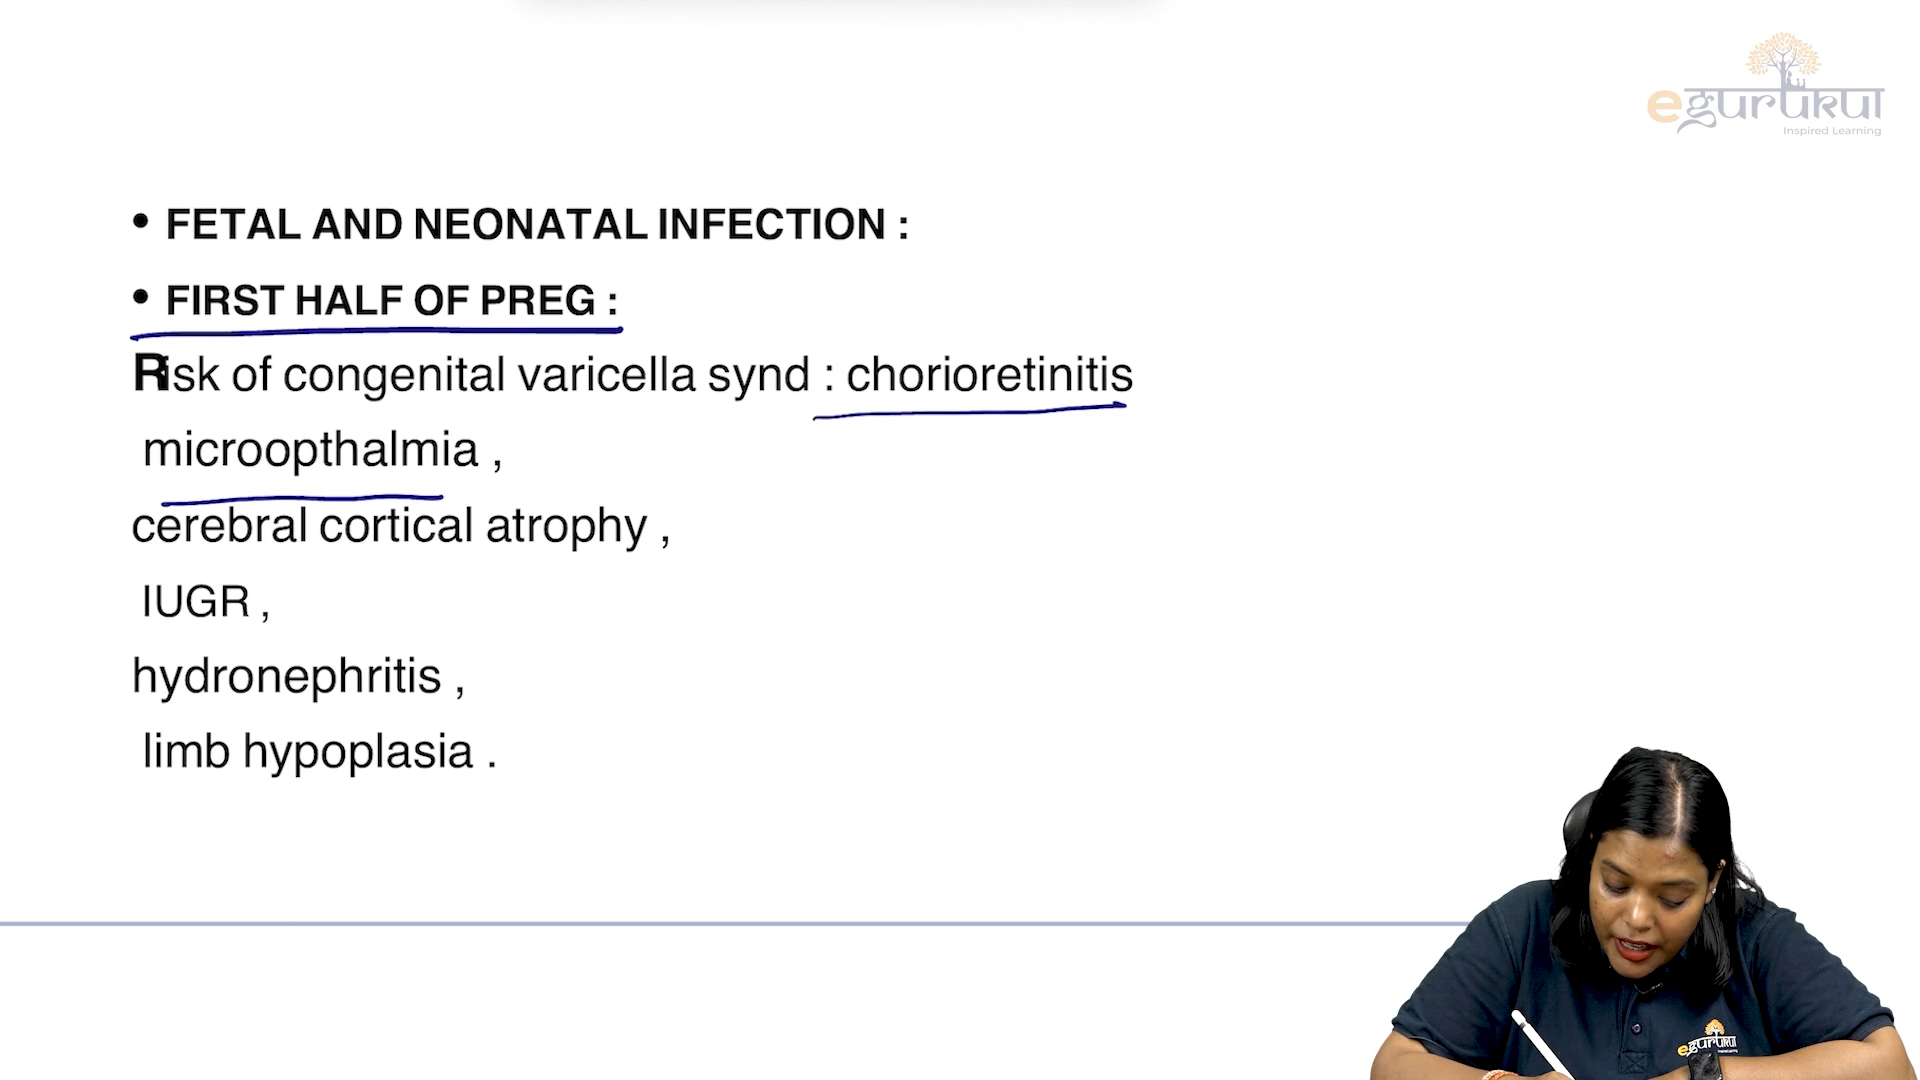 egurukul
Inspired Learning
• FETAL AND NEONATAL INFECTION :
• FIRST HALF OF PREG :
Risk of congenital varicella synd : chorioretinitis
microopthalmia ,
cerebral cortical atrophy ,
IUGR ,
hydronephritis ,
limb hypoplasia .
egurukul